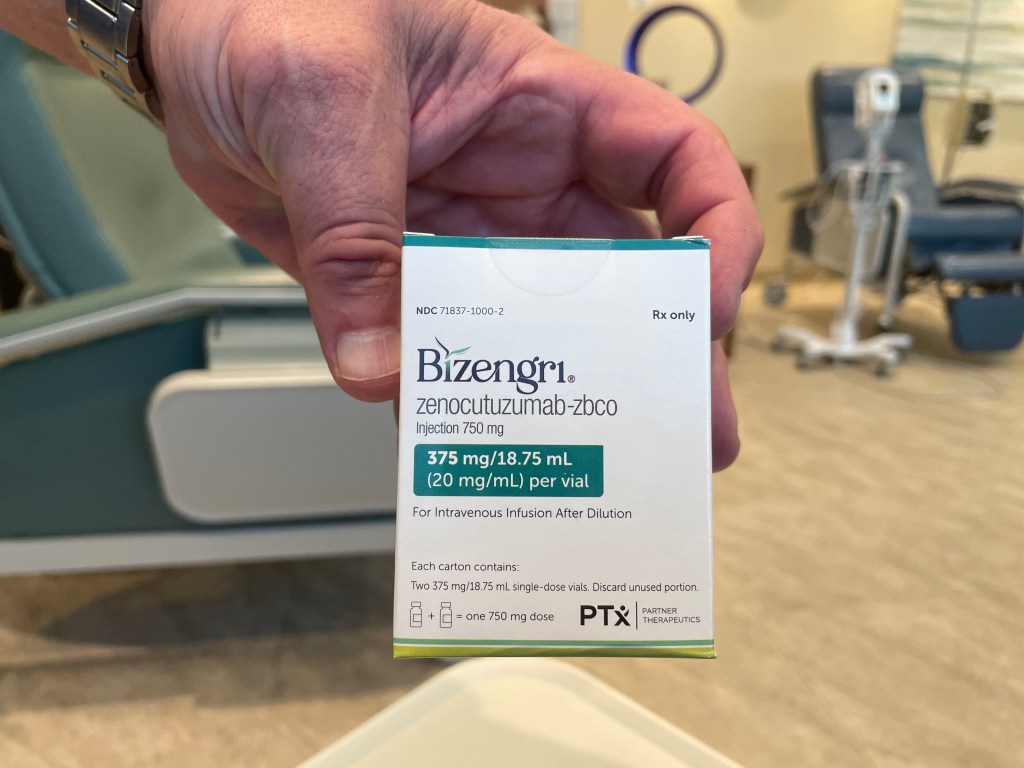 NDC 71837-1000-2
Rx only
Bizengri®
zenocutuzumab-zbco
Injection 750 mg
375 mg/18.75 mL
(20 mg/mL) per vial
For Intravenous Infusion After Dilution
Each carton contains:
Two 375 mg/18.75 mL single-dose vials. Discard unused portion.
+ = one 750 mg dose
PTx PARTNER
THERAPEUTICS